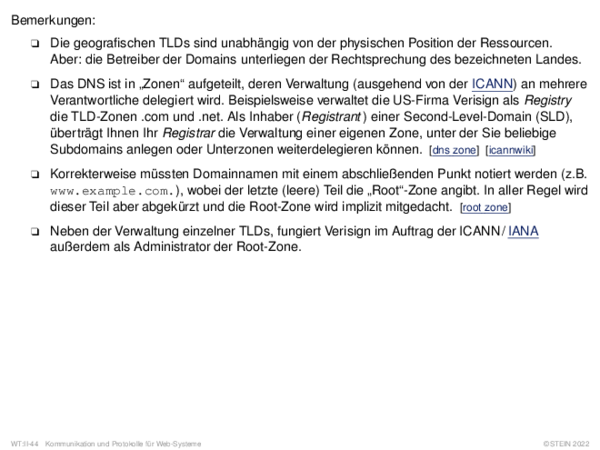 Bemerkungen:
❑ Die geografischen TLDs sind unabhängig von der physischen Position der Ressourcen.
Aber: die Betreiber der Domains unterliegen der Rechtsprechung des bezeichneten Landes.
❑ Das DNS ist in „Zonen“ aufgeteilt, deren Verwaltung (ausgehend von der ICANN) an mehrere
Verantwortliche delegiert wird. Beispielsweise verwaltet die US-Firma Verisign als Registry
die TLD-Zonen .com und .net. Als Inhaber (Registrant) einer Second-Level-Domain (SLD),
überträgt Ihnen Ihr Registrar die Verwaltung einer eigenen Zone, unter der Sie beliebige
Subdomains anlegen oder Unterzonen weiterdelegieren können. [dns zone] [icannwiki]
❑ Korrekterweise müssten Domainnamen mit einem abschließenden Punkt notiert werden (z.B.
www.example.com.), wobei der letzte (leere) Teil die „Root“-Zone angibt. In aller Regel wird
dieser Teil aber abgekürzt und die Root-Zone wird implizit mitgedacht. [root zone]
❑ Neben der Verwaltung einzelner TLDs, fungiert Verisign im Auftrag der ICANN/ IANA
außerdem als Administrator der Root-Zone.
WT:II-44 Kommunikation und Protokolle für Web-Systeme ©STEIN 2022